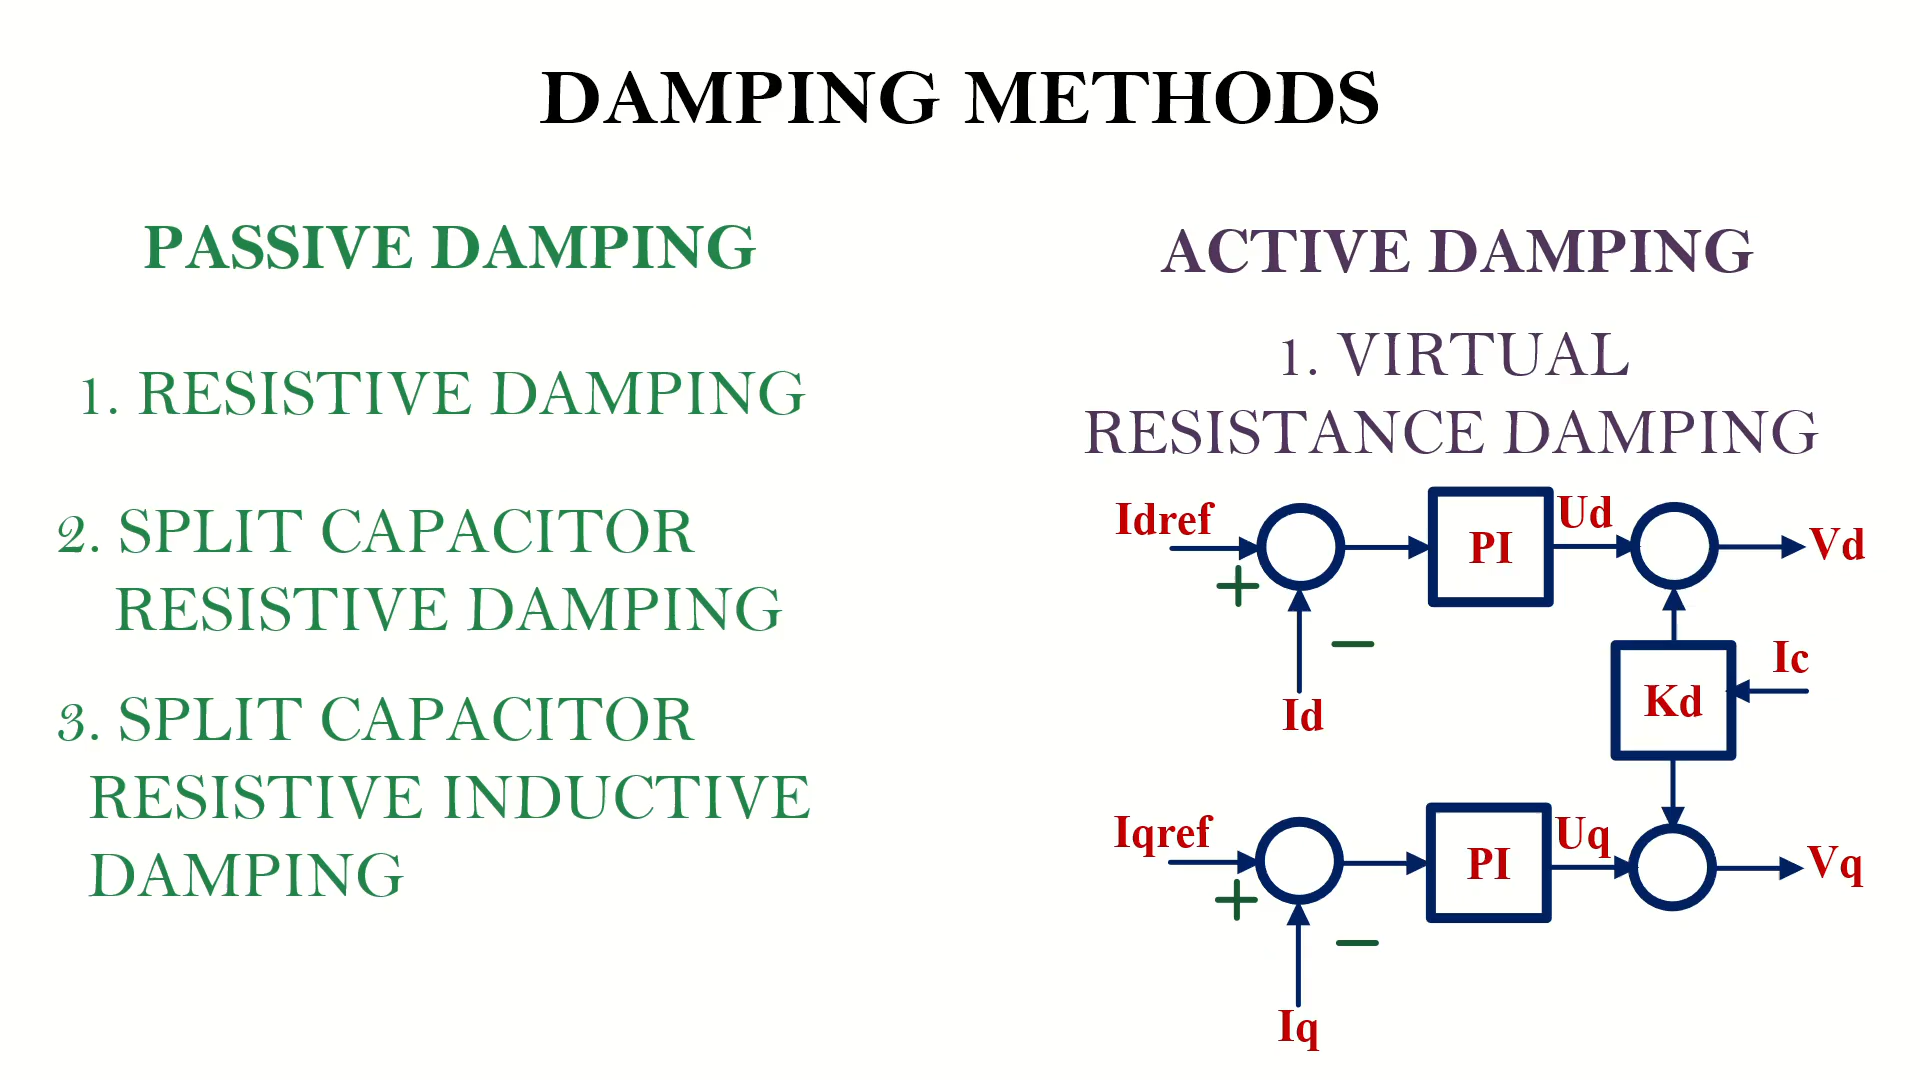 DAMPING METHODS
PASSIVE DAMPING
1. RESISTIVE DAMPING
2. SPLIT CAPACITOR
RESISTIVE DAMPING
3. SPLIT CAPACITOR
RESISTIVE INDUCTIVE
DAMPING
ACTIVE DAMPING
1. VIRTUAL
RESISTANCE DAMPING
Idref
+
−
Id
PI
Ud
Vd
Kd
Ic
Iqref
+
−
Iq
PI
Uq
Vq